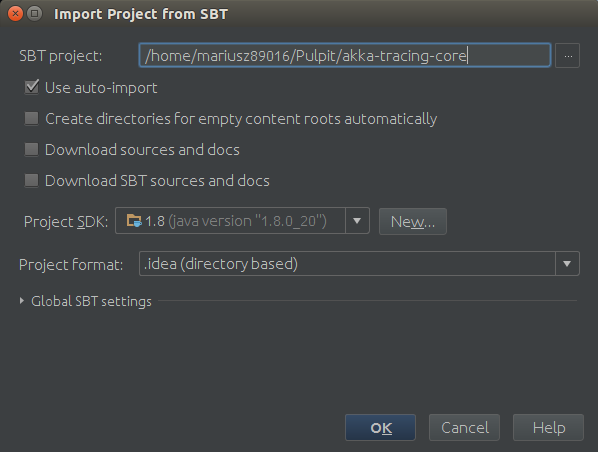 Import Project from SBT
SBT project: /home/mariusz89016/Pulpit/akka-tracing-core ...
Use auto-import
Create directories for empty content roots automatically
Download sources and docs
Download SBT sources and docs
Project SDK: 1.8 (java version "1.8.0_20") New...
Project format: .idea (directory based)
Global SBT settings
OK Cancel Help